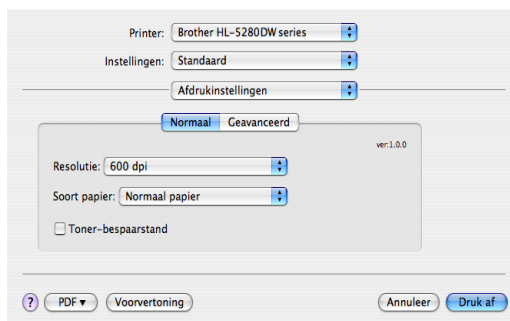 Printer: Brother HL-5280DW series
Instellingen: Standaard
Afdrukinstellingen
Normaal Geavanceerd
ver:1.0.0
Resolutie: 600 dpi
Soort papier: Normaal papier
Toner-bespaarstand
? PDF ▾ Voorvertoning Annuleer Druk af